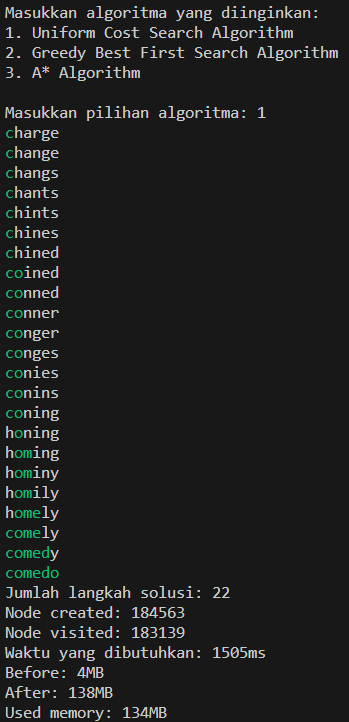 Masukkan algoritma yang diinginkan:
1. Uniform Cost Search Algorithm
2. Greedy Best First Search Algorithm
3. A* Algorithm

Masukkan pilihan algoritma: 1
charge
change
changs
chants
chints
chines
chined
coined
conned
conner
conger
conges
conies
conins
coning
honing
homing
hominy
homily
homely
comely
comedy
comedo
Jumlah langkah solusi: 22
Node created: 184563
Node visited: 183139
Waktu yang dibutuhkan: 1505ms
Before: 4MB
After: 138MB
Used memory: 134MB